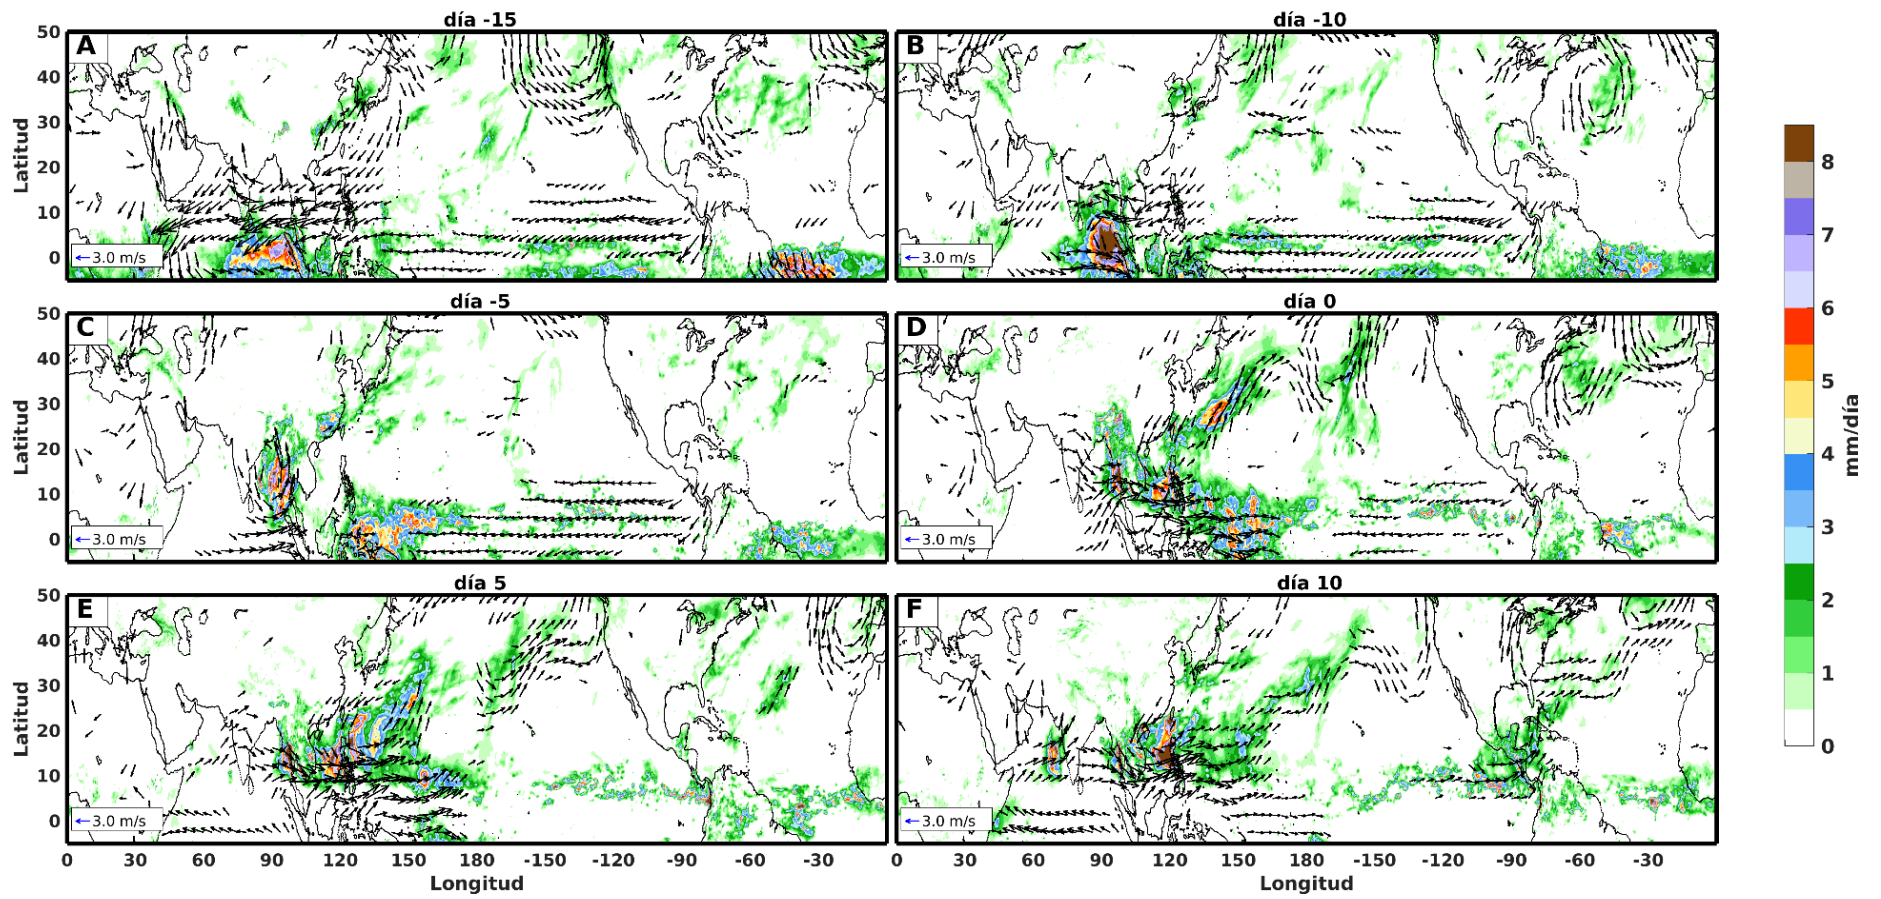 día -15
día -10
A
B
50
40
30
20
10
0
Latitud
← 3.0 m/s
← 3.0 m/s
día -5
día 0
C
D
50
40
30
20
10
0
Latitud
← 3.0 m/s
← 3.0 m/s
día 5
día 10
E
F
50
40
30
20
10
0
Latitud
← 3.0 m/s
← 3.0 m/s
0 30 60 90 120 150 180 -150 -120 -90 -60 -30
0 30 60 90 120 150 180 -150 -120 -90 -60 -30
Longitud
Longitud
8
7
6
5
4
3
2
1
0
mm/día